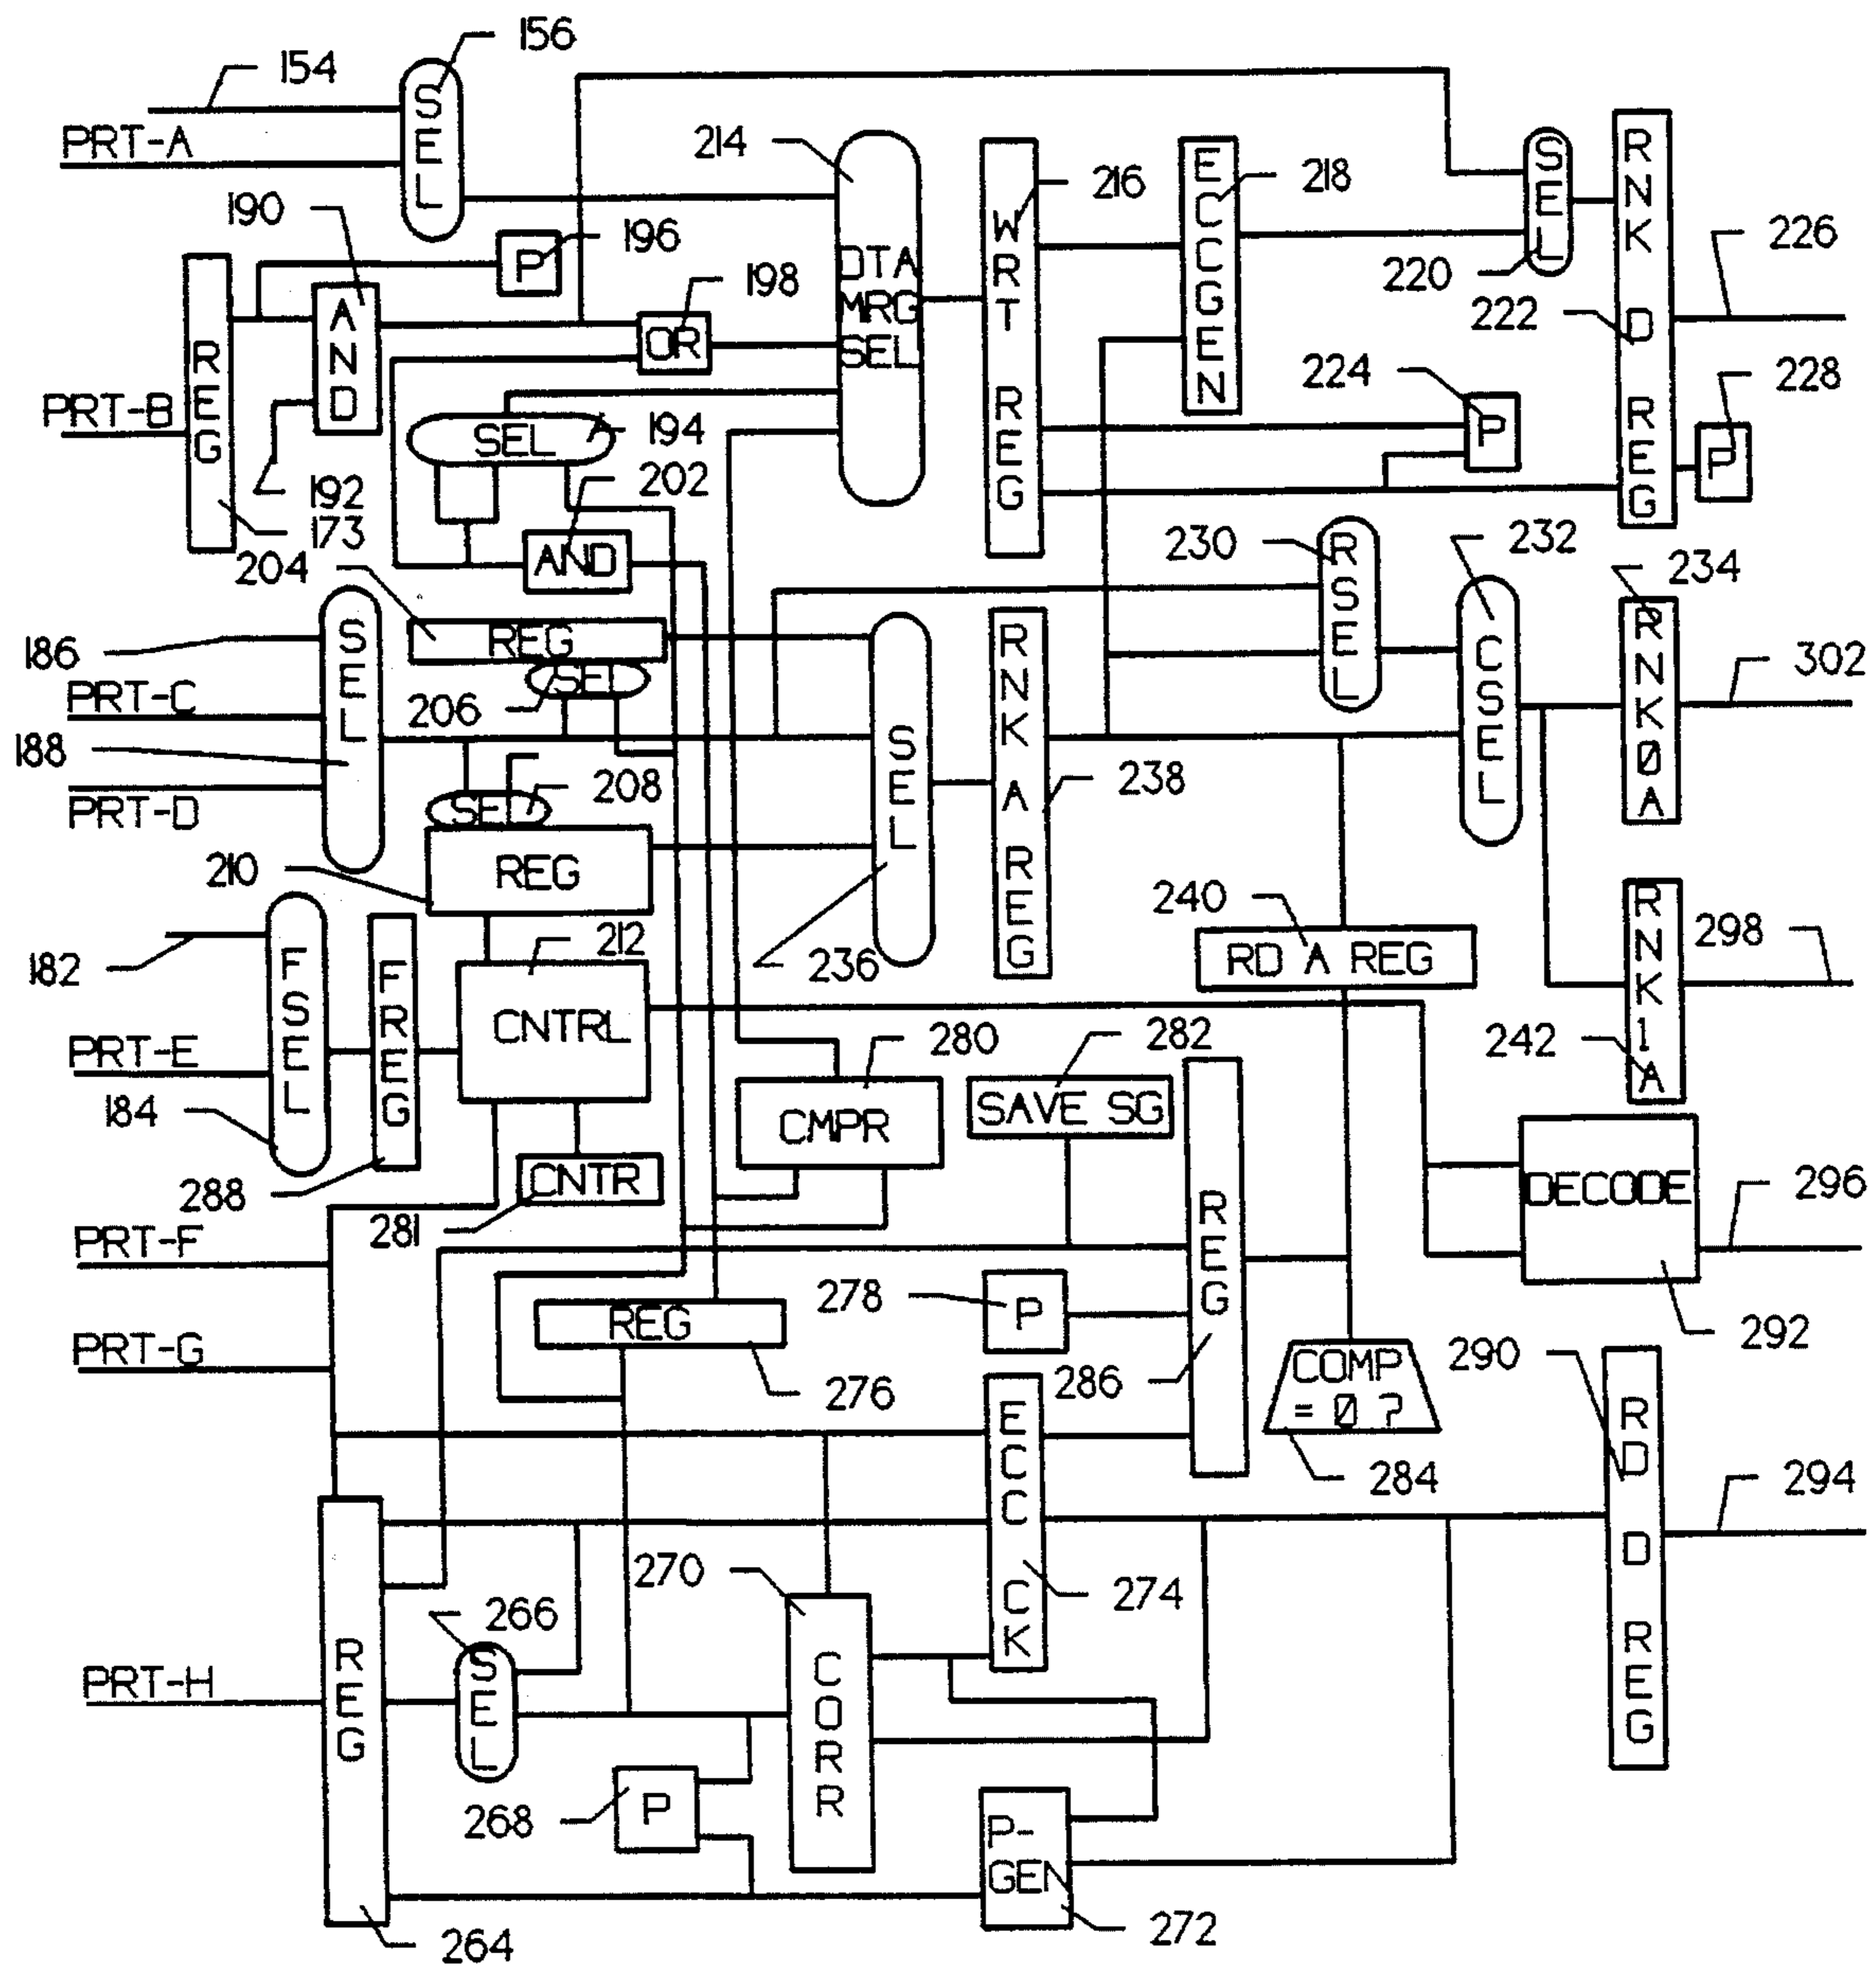 156
154
SEL
PRT-A
214
190
196
P
216
ECCGEN
218
SEL
RNK D REG
226
220
222
REG
AND
198
OR
DTA
MRG
SEL
WRT REG
224
P
228
P
PRT-B
SEL
194
192
173
202
AND
204
230
RSEL
232
234
186
SEL
REG
SEL
206
PRT-C
188
PRT-D
SEL
208
210
REG
SEL
RNK A REG
238
CSEL
RNK0A
302
182
FSEL
FREG
212
236
240
RD A REG
RNK1A
298
242
CNTRL
PRT-E
184
288
280
282
CMPR
SAVE SG
REG
CNTR
281
DECODE
296
PRT-F
278
P
REG
276
286
COMP
= 0 ?
284
290
292
PRT-G
ECC CK
274
RD D REG
294
270
CORR
266
SEL
PRT-H
REG
268
P
P-
GEN
272
264